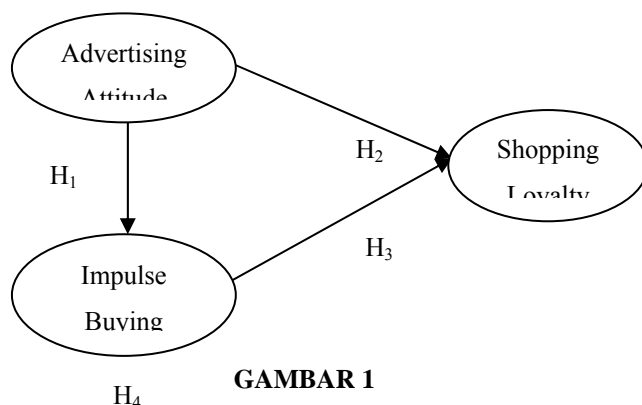 Advertising
Attitude
H₂
Shopping
Loyalty
H₁
H₃
Impulse
Buying
GAMBAR 1
H₄